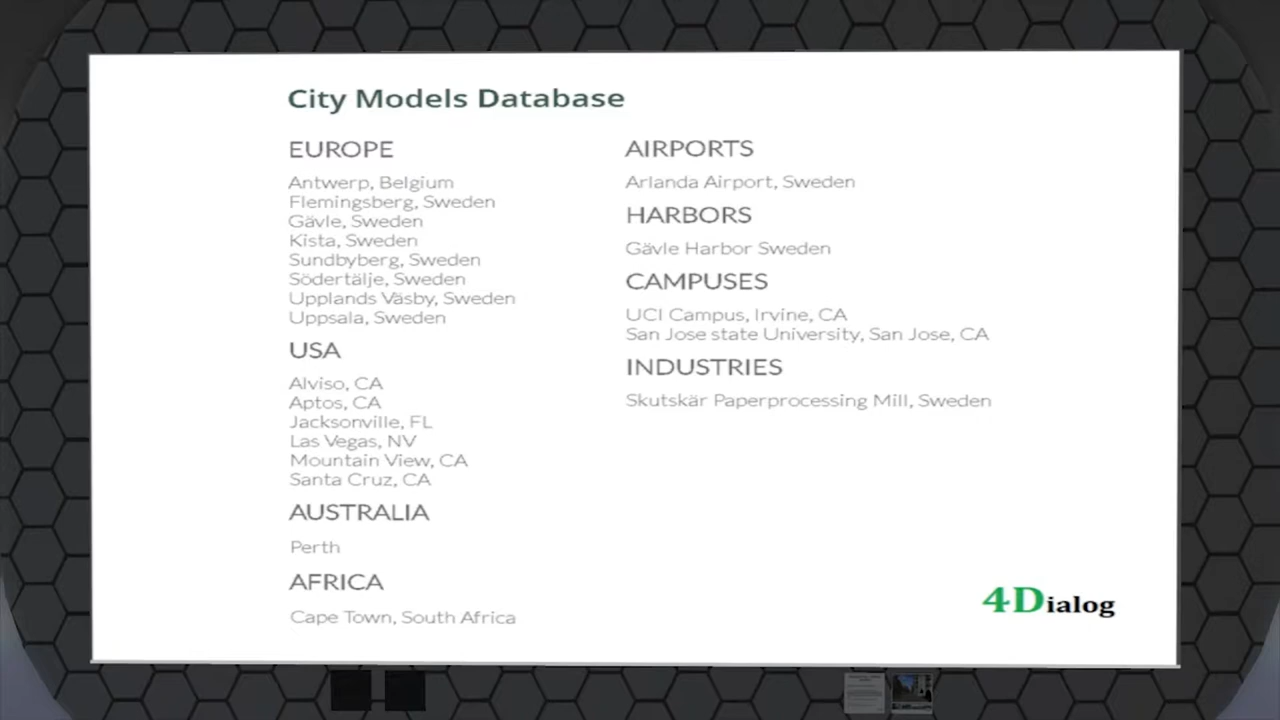 City Models Database
EUROPE
Antwerp, Belgium
Flemingsberg, Sweden
Gävle, Sweden
Kista, Sweden
Sundbyberg, Sweden
Södertälje, Sweden
Upplands Väsby, Sweden
Uppsala, Sweden
USA
Alviso, CA
Aptos, CA
Jacksonville, FL
Las Vegas, NV
Mountain View, CA
Santa Cruz, CA
AUSTRALIA
Perth
AFRICA
Cape Town, South Africa
AIRPORTS
Arlanda Airport, Sweden
HARBORS
Gävle Harbor Sweden
CAMPUSES
UCI Campus, Irvine, CA
San Jose state University, San Jose, CA
INDUSTRIES
Skutskär Paperprocessing Mill, Sweden
4Dialog